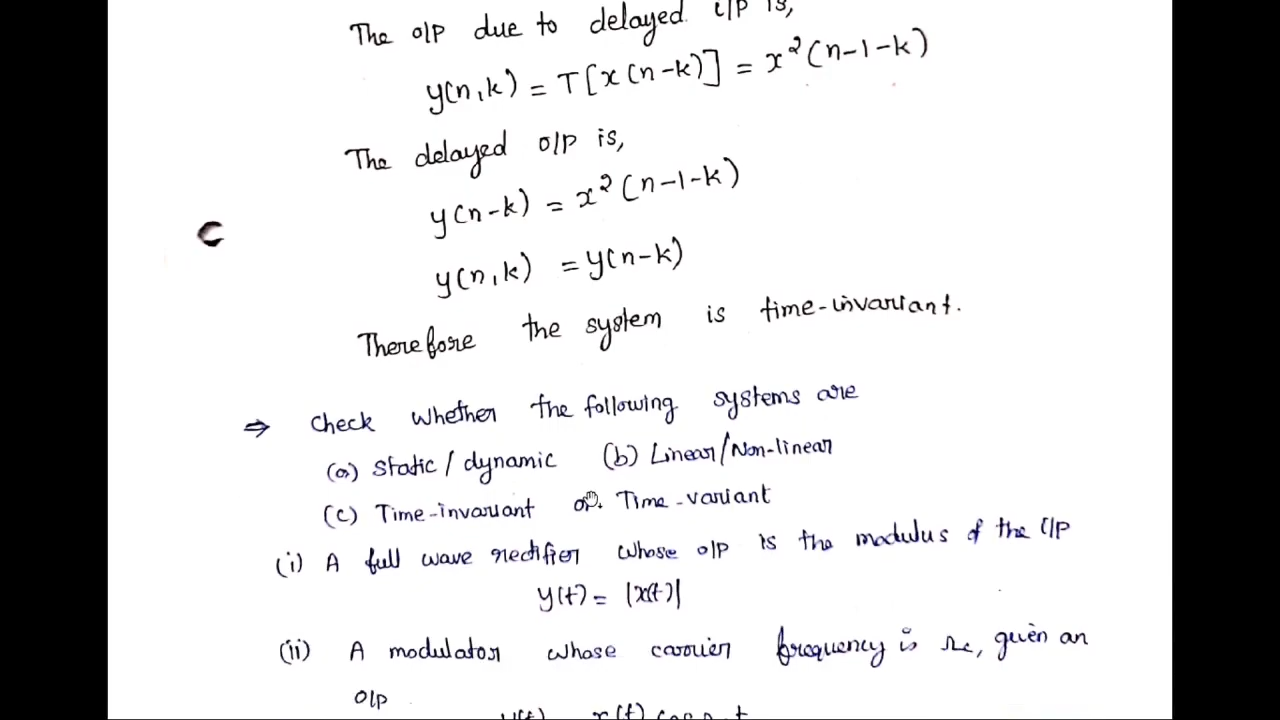 The o/p due to delayed i/p is,
y(n,k) = T[x(n-k)] = x²(n-1-k)
The delayed o/p is,
y(n-k) = x²(n-1-k)
y(n,k) = y(n-k)
Therefore the system is time-invariant.
⇒ Check whether the following systems are
(a) Static / dynamic (b) Linear/Non-linear
(c) Time-invariant or Time-variant
(i) A full wave rectifier whose o/p is the modulus of the i/p
y(t) = |x(t)|
(ii) A modulator whose carrier frequency is Ωc, given an
o/p
y(t) x(t) cos t